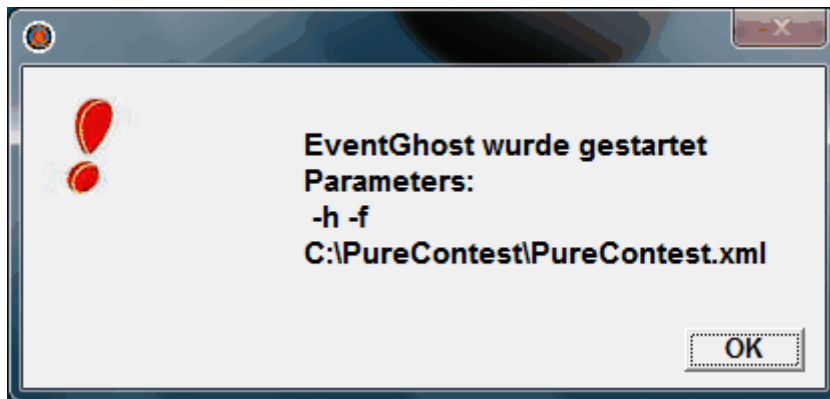 EventGhost wurde gestartet
Parameters:
-h -f
C:\PureContest\PureContest.xml
OK